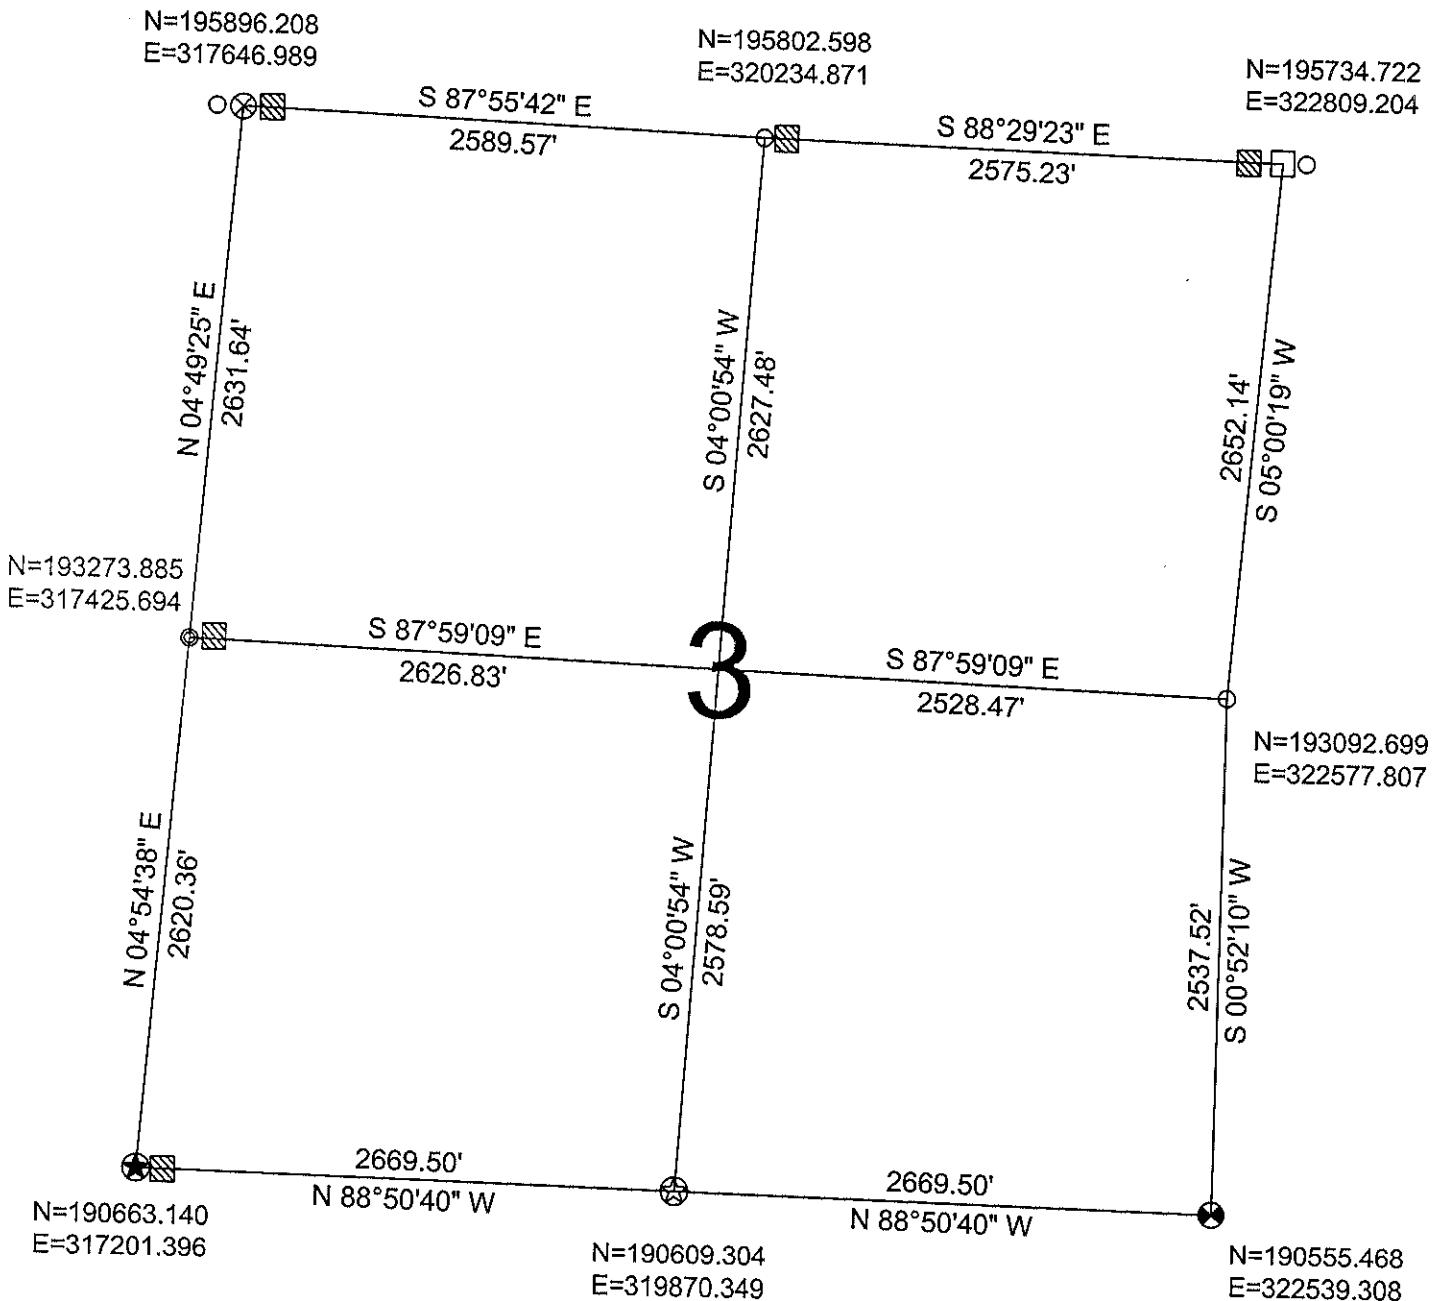 N=195896.208
E=317646.989
N=195802.598
E=320234.871
N=195734.722
E=322809.204
S 87°55'42" E
2589.57'
S 88°29'23" E
2575.23'
N 04°49'25" E
2631.64'
S 04°00'54" W
2627.48'
2652.14'
S 05°00'19" W
N=193273.885
E=317425.694
S 87°59'09" E
2626.83'
3
S 87°59'09" E
2528.47'
N=193092.699
E=322577.807
N 04°54'38" E
2620.36'
S 04°00'54" W
2578.59'
2537.52'
S 00°52'10" W
2669.50'
N 88°50'40" W
2669.50'
N 88°50'40" W
N=190663.140
E=317201.396
N=190609.304
E=319870.349
N=190555.468
E=322539.308